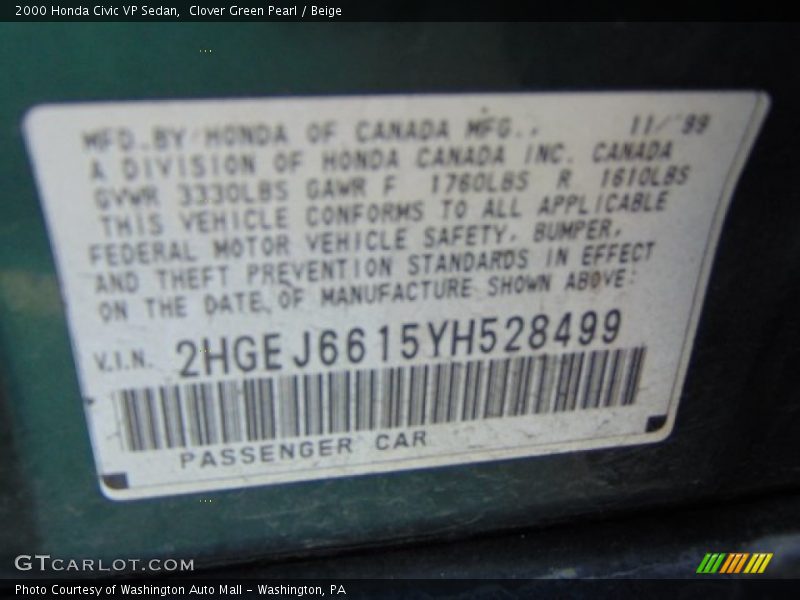 2000 Honda Civic VP Sedan,  Clover Green Pearl / Beige
MFD. BY HONDA OF CANADA MFG., 11/ 99
A DIVISION OF HONDA CANADA INC. CANADA
GVWR 3330LBS GAWR F 1760LBS R 1610LBS
THIS VEHICLE CONFORMS TO ALL APPLICABLE
FEDERAL MOTOR VEHICLE SAFETY, BUMPER,
AND THEFT PREVENTION STANDARDS IN EFFECT
ON THE DATE OF MANUFACTURE SHOWN ABOVE:
V.I.N. 2HGEJ6615YH528499
PASSENGER CAR
GTCARLOT.COM
Photo Courtesy of Washington Auto Mall - Washington, PA